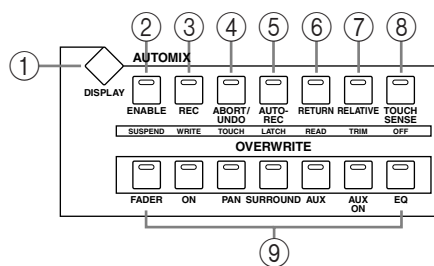 ② ③ ④ ⑤ ⑥ ⑦ ⑧
①
AUTOMIX
DISPLAY
ENABLE REC ABORT/UNDO AUTO-REC RETURN RELATIVE TOUCH SENSE
SUSPEND WRITE TOUCH LATCH READ TRIM OFF
OVERWRITE
FADER ON PAN SURROUND AUX AUX ON EQ
⑨